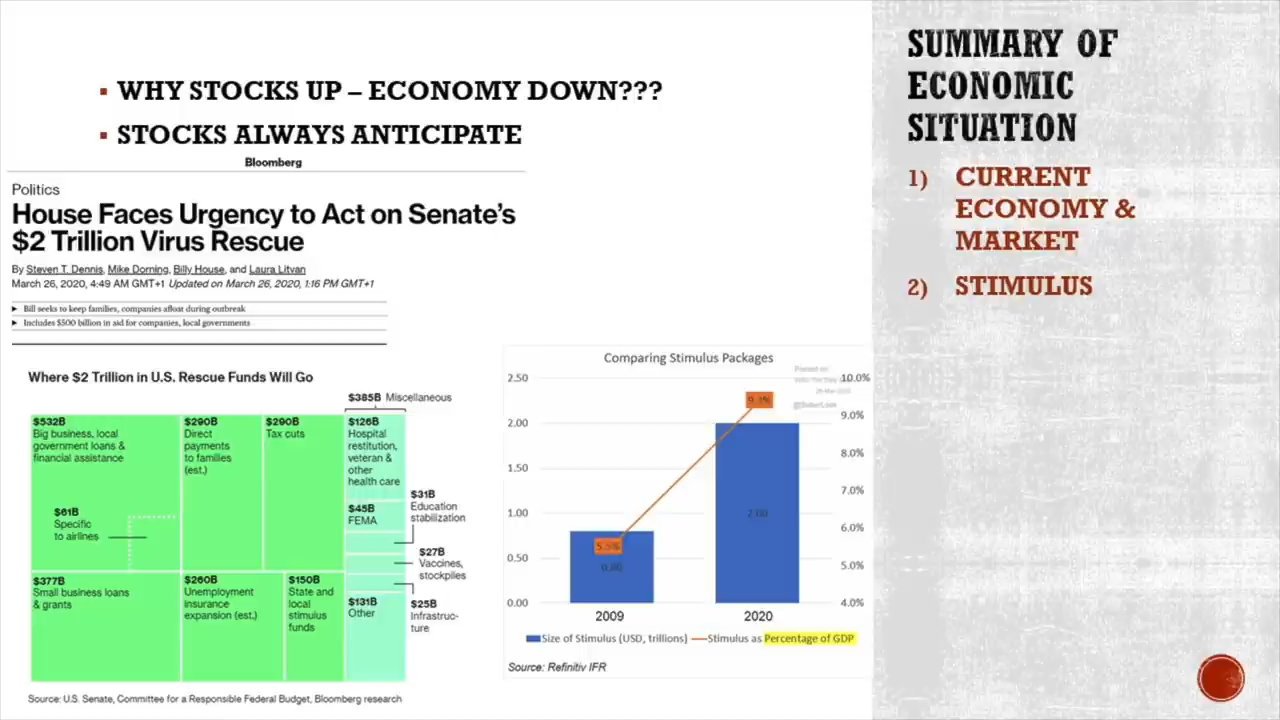 ▪ WHY STOCKS UP – ECONOMY DOWN???
▪ STOCKS ALWAYS ANTICIPATE
Bloomberg
Politics
House Faces Urgency to Act on Senate's
$2 Trillion Virus Rescue
By Steven T. Dennis, Mike Dorning, Billy House, and Laura Litvan
March 26, 2020, 4:49 AM GMT+1 Updated on March 26, 2020, 1:16 PM GMT+1
▸ Bill seeks to keep families, companies afloat during outbreak
▸ Includes $500 billion in aid for companies, local governments
Where $2 Trillion in U.S. Rescue Funds Will Go
$385B Miscellaneous
$532B
Big business, local
government loans &
financial assistance
$61B
Specific
to airlines
$290B
Direct
payments
to families
(est.)
$290B
Tax cuts
$126B
Hospital
restitution,
veteran &
other
health care
$45B
FEMA
$31B
Education
stabilization
$27B
Vaccines,
stockpiles
$25B
Infrastruc-
ture
$131B
Other
$377B
Small business loans
& grants
$260B
Unemployment
insurance
expansion (est.)
$150B
State and
local
stimulus
funds
Source: U.S. Senate, Committee for a Responsible Federal Budget, Bloomberg research
Comparing Stimulus Packages
Posted on
2.50
2.00
1.50
1.00
0.50
0.00
10.0%
9.0%
8.0%
7.0%
6.0%
5.0%
4.0%
5.5%
0.80
2.00
2009
2020
Size of Stimulus (USD, trillions)
Stimulus as Percentage of GDP
Source: Refinitiv IFR
SUMMARY OF
ECONOMIC
SITUATION
1) CURRENT
ECONOMY &
MARKET
2) STIMULUS